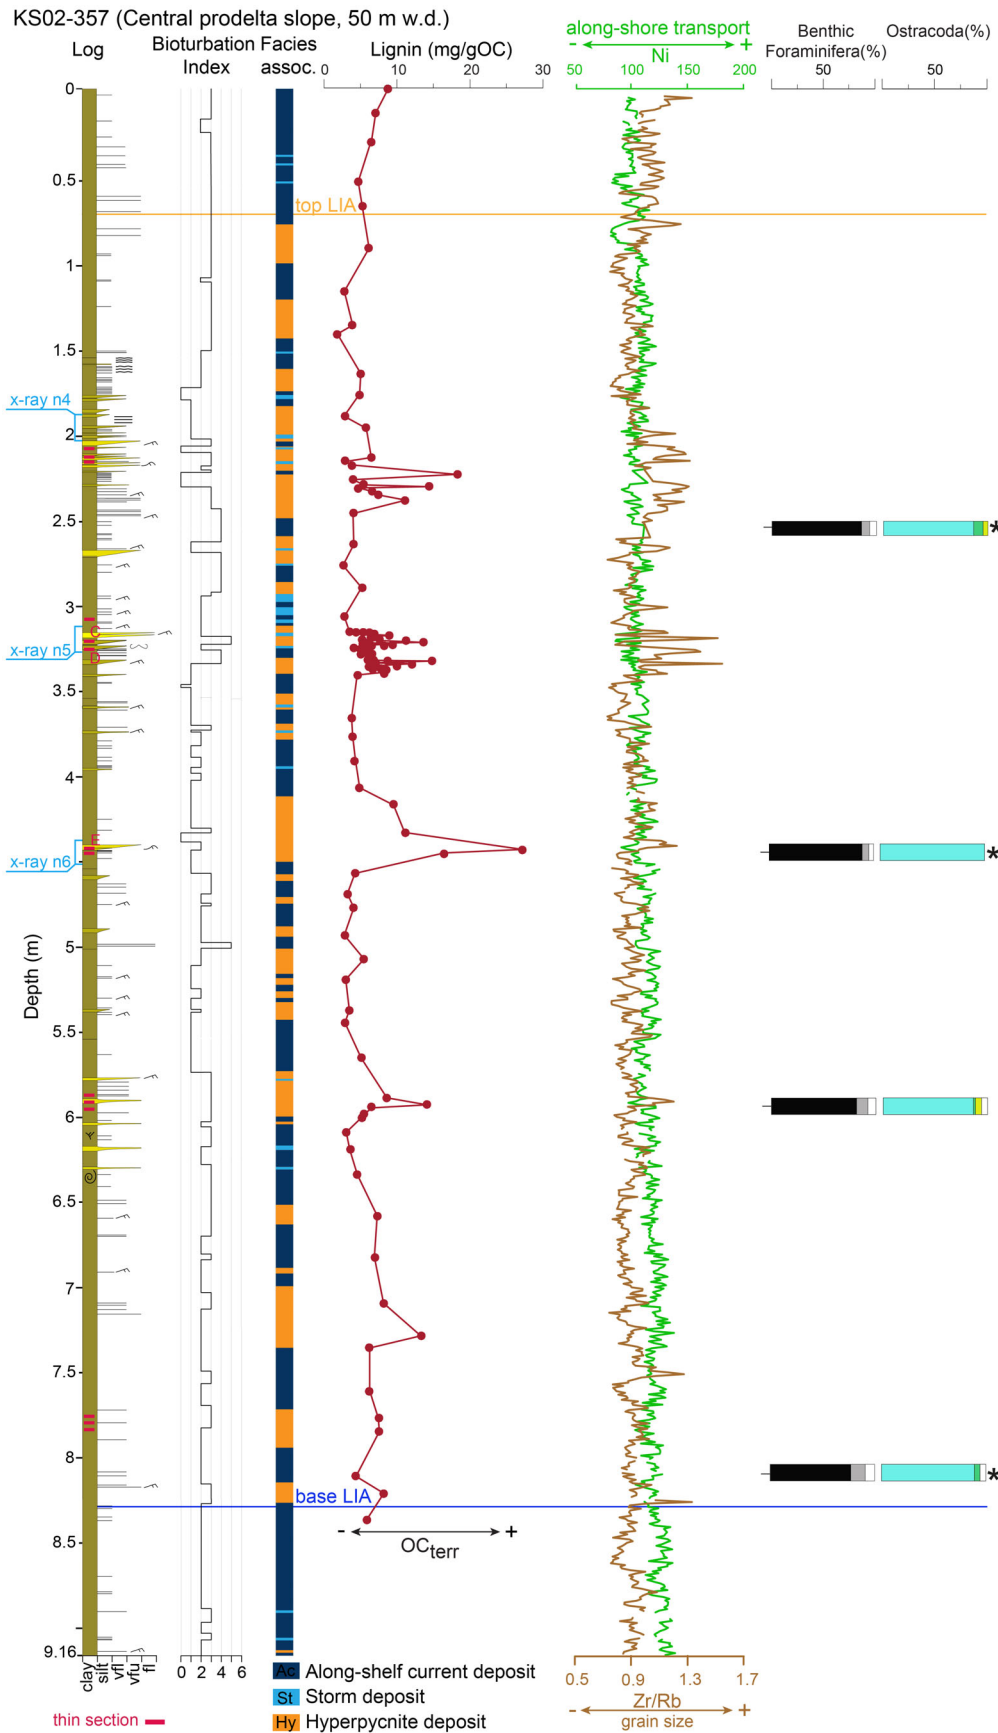 KS02-357 (Central prodelta slope, 50 m w.d.)
Log
Bioturbation
Index
Facies
assoc.
Lignin (mg/gOC)
0 10 20 30
along-shore transport
- +
Ni
50 100 150 200
Benthic
Foraminifera(%)
50
Ostracoda(%)
50
0
0.5
top LIA
1
1.5
x-ray n4
2
2.5
*
3
C
x-ray n5
D
3.5
4
E
x-ray n6
*
Depth (m)
5
5.5
6
6.5
7
7.5
8
*
base LIA
- +
OCterr
8.5
9.16
clay
silt
vfl
vfu
fl
0 2 4 6
Ac Along-shelf current deposit
St Storm deposit
Hy Hyperpycnite deposit
thin section
0.5 0.9 1.3 1.7
Zr/Rb
- +
grain size